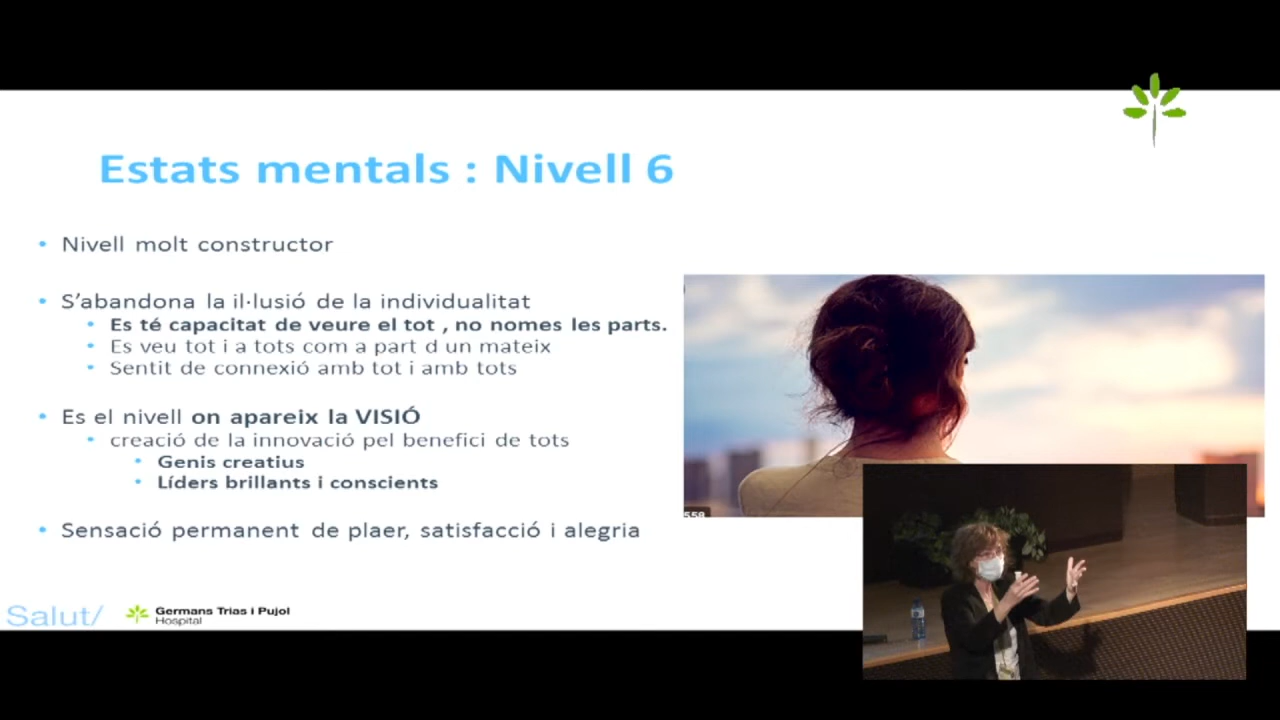 Estats mentals : Nivell 6
Nivell molt constructor
S'abandona la il·lusió de la individualitat
Es té capacitat de veure el tot , no nomes les parts.
Es veu tot i a tots com a part d un mateix
Sentit de connexió amb tot i amb tots
Es el nivell on apareix la VISIÓ
creació de la innovació pel benefici de tots
Genis creatius
Líders brillants i conscients
Sensació permanent de plaer, satisfacció i alegria
558
Salut/
Germans Trias i Pujol
Hospital